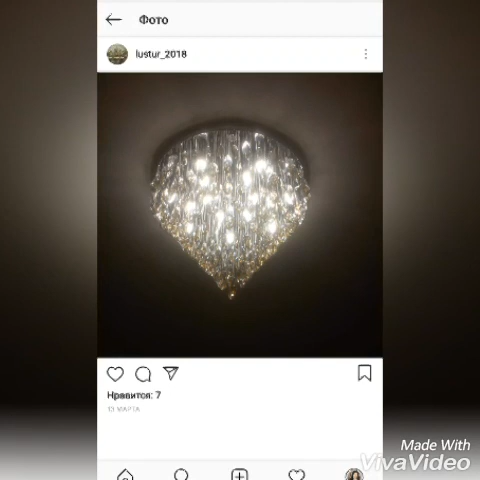 Фото
lustur_2018
Нравится: 7
13 МАРТА
Made With
VivaVideo